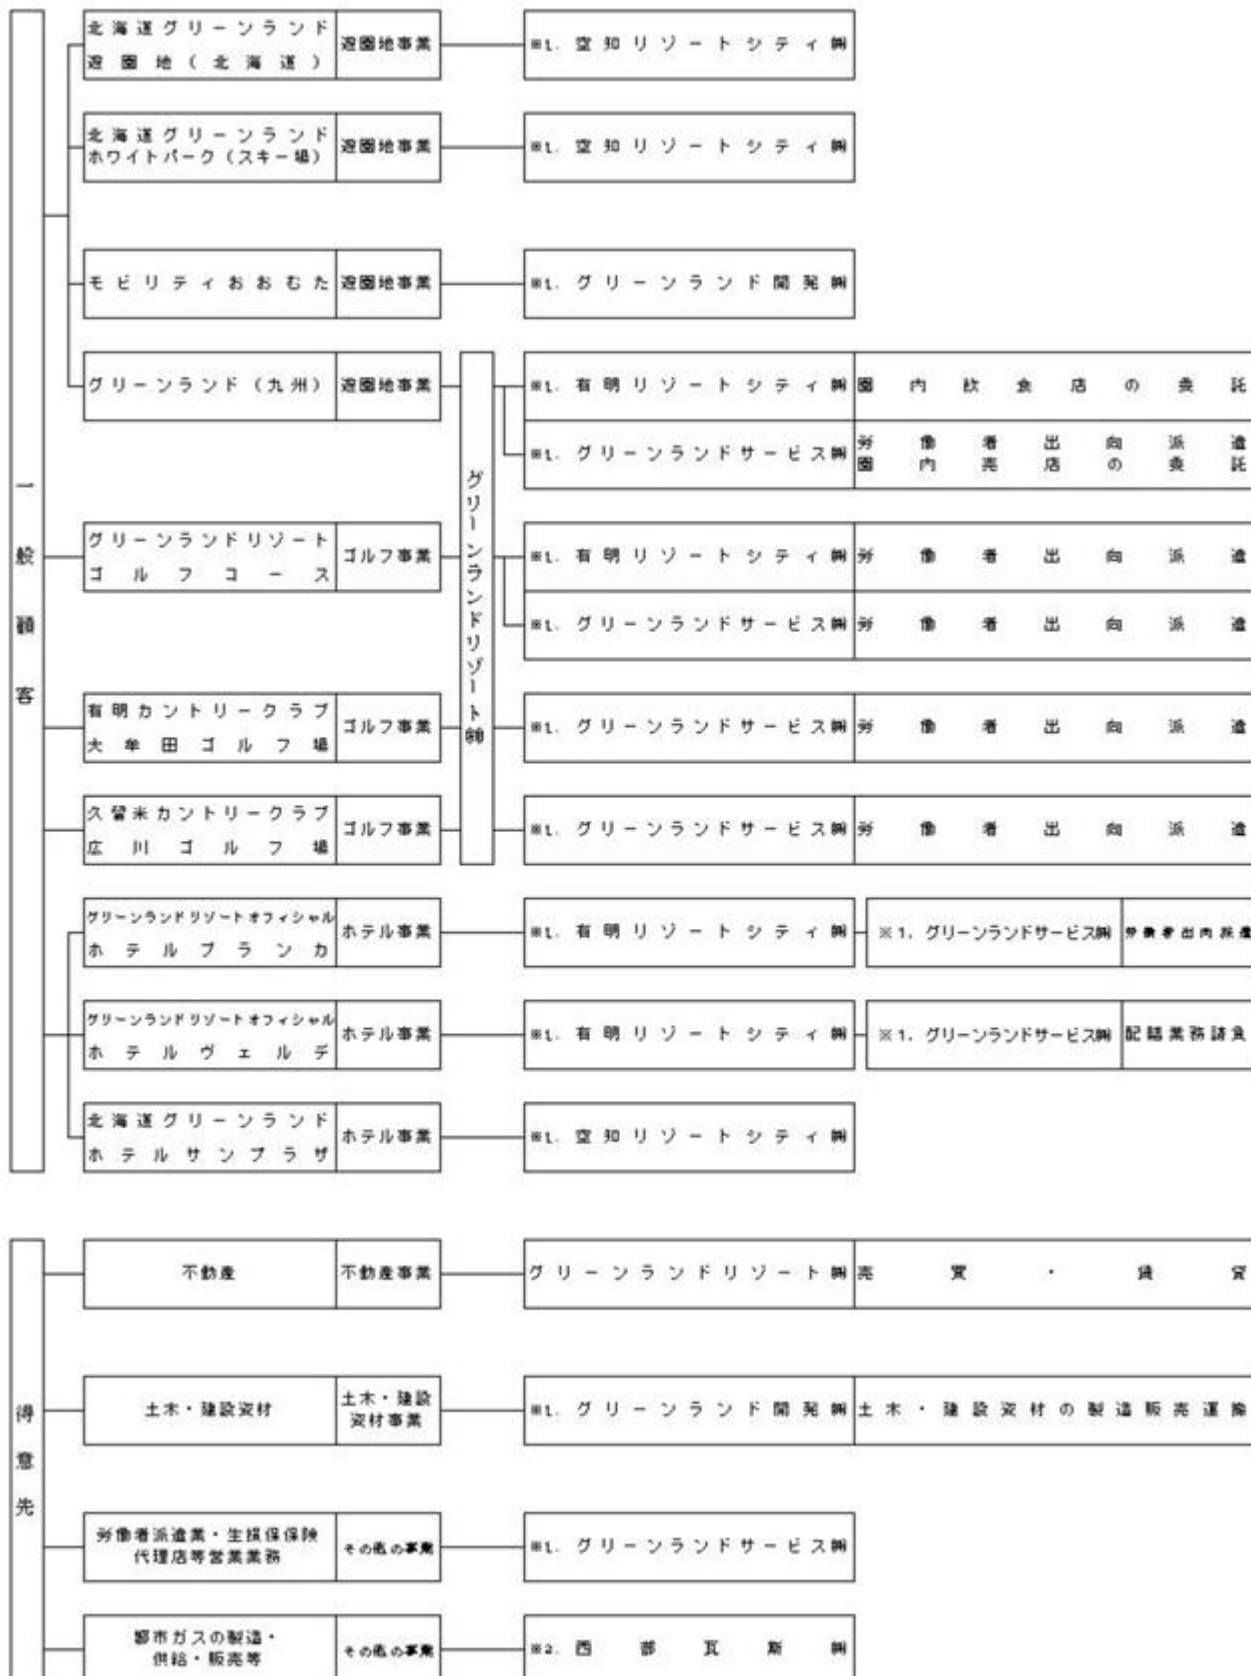 一般顧客
北海道グリーンランド
遊園地（北海道）
遊園地事業
※1. 空知リゾートシティ㈱
北海道グリーンランド
ホワイトパーク（スキー場）
遊園地事業
※1. 空知リゾートシティ㈱
モビリティおおむた
遊園地事業
※1. グリーンランド開発㈱
グリーンランド（九州）
遊園地事業
グリーンランドリゾート㈱
※1. 有明リゾートシティ㈱
園内飲食店の委託
※1. グリーンランドサービス㈱
労働者出向派遣
園内売店の委託
グリーンランドリゾート
ゴルフコース
ゴルフ事業
※1. 有明リゾートシティ㈱
労働者出向派遣
※1. グリーンランドサービス㈱
労働者出向派遣
有明カントリークラブ
大牟田ゴルフ場
ゴルフ事業
※1. グリーンランドサービス㈱
労働者出向派遣
久留米カントリークラブ
広川ゴルフ場
ゴルフ事業
※1. グリーンランドサービス㈱
労働者出向派遣
グリーンランドリゾートオフィシャル
ホテルブランカ
ホテル事業
※1. 有明リゾートシティ㈱
※1. グリーンランドサービス㈱
労働者出向派遣
グリーンランドリゾートオフィシャル
ホテルヴェルデ
ホテル事業
※1. 有明リゾートシティ㈱
※1. グリーンランドサービス㈱
配膳業務請負
北海道グリーンランド
ホテルサンプラザ
ホテル事業
※1. 空知リゾートシティ㈱
得意先
不動産
不動産事業
グリーンランドリゾート㈱
売買・賃貸
土木・建設資材
土木・建設
資材事業
※1. グリーンランド開発㈱
土木・建設資材の製造販売運搬
労働者派遣業・生損保保険
代理店等営業業務
その他の事業
※1. グリーンランドサービス㈱
都市ガスの製造・
供給・販売等
その他の事業
※2. 西部瓦斯㈱